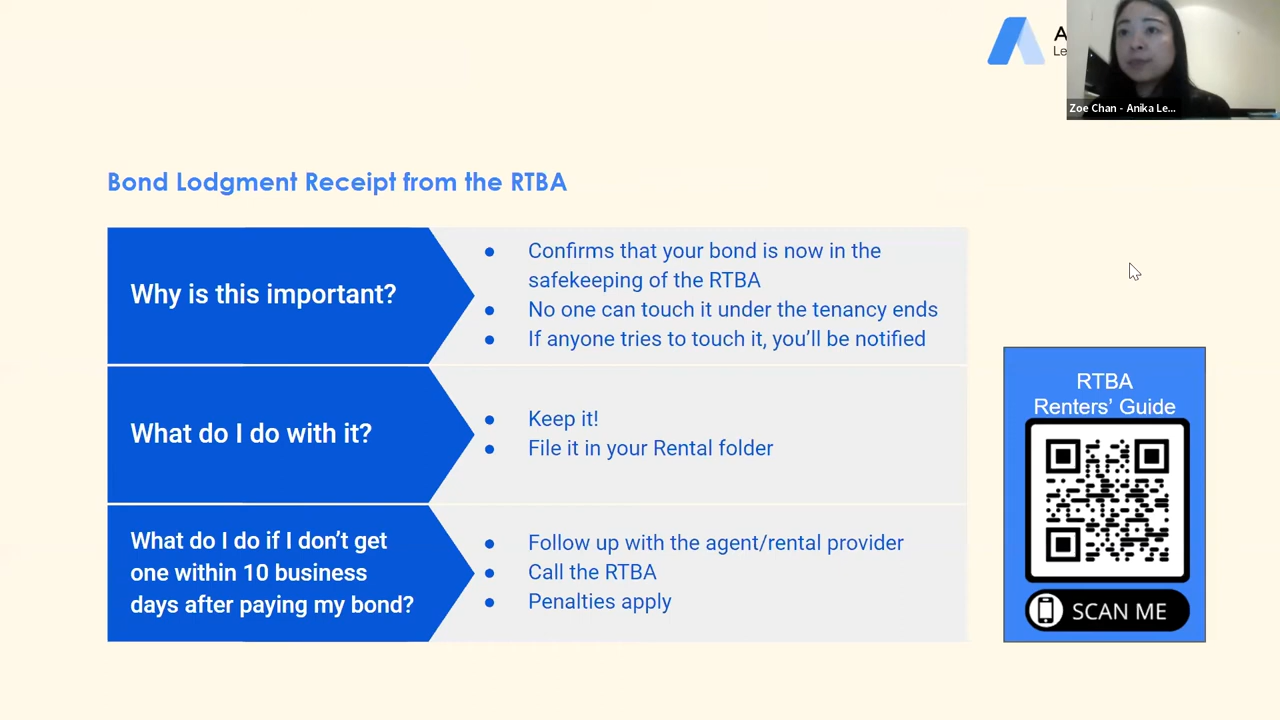 A
Le
Zoe Chan - Anika Le...
Bond Lodgment Receipt from the RTBA
Why is this important?
● Confirms that your bond is now in the
safekeeping of the RTBA
● No one can touch it under the tenancy ends
● If anyone tries to touch it, you'll be notified
What do I do with it?
● Keep it!
● File it in your Rental folder
What do I do if I don't get
one within 10 business
days after paying my bond?
● Follow up with the agent/rental provider
● Call the RTBA
● Penalties apply
RTBA
Renters' Guide
SCAN ME